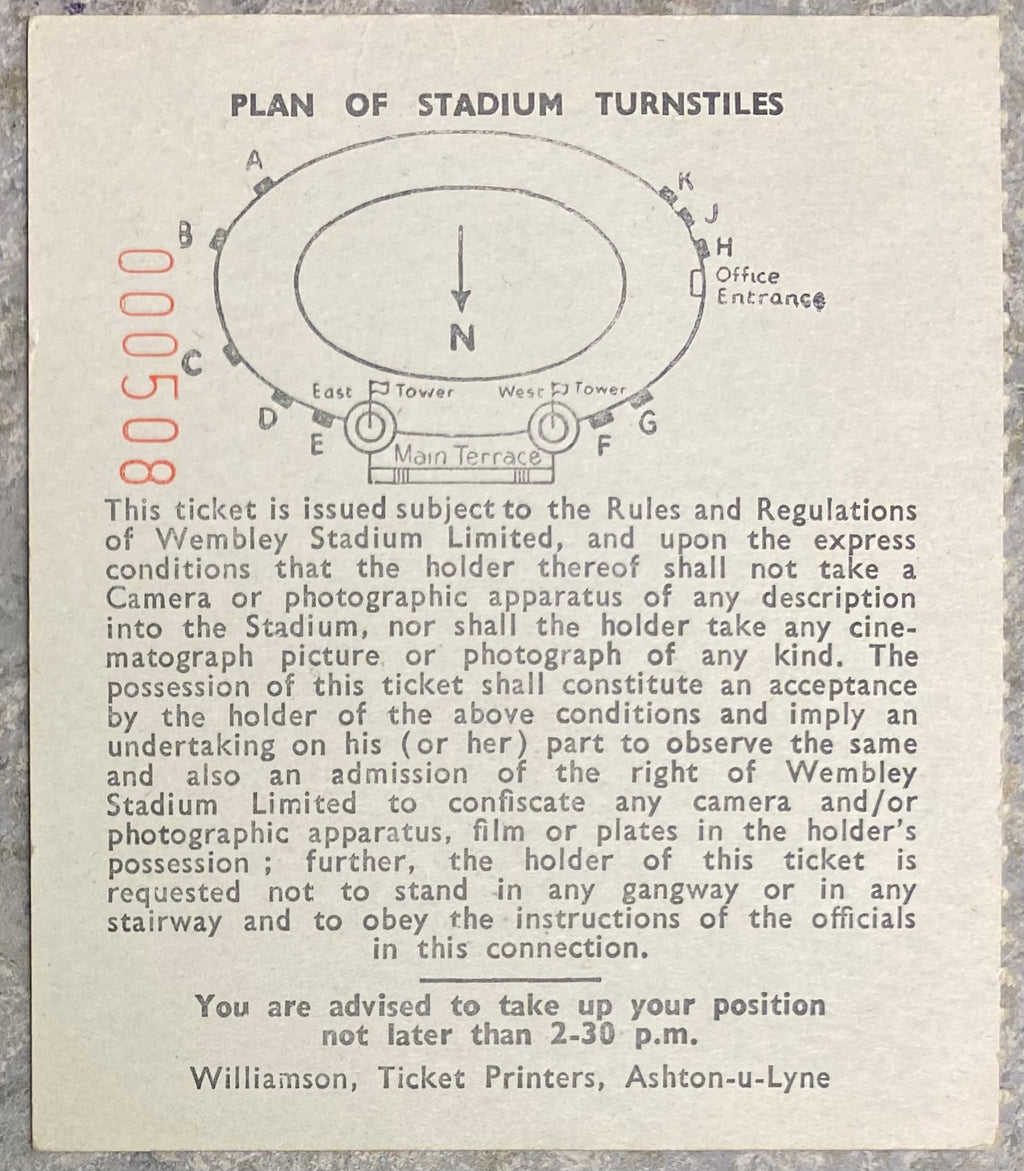 PLAN OF STADIUM TURNSTILES
A
K
J
B
H
Office
Entrance
000508
N
C
East Tower
West Tower
D
E
F
G
Main Terrace
This ticket is issued subject to the Rules and Regulations
of Wembley Stadium Limited, and upon the express
conditions that the holder thereof shall not take a
Camera or photographic apparatus of any description
into the Stadium, nor shall the holder take any cine-
matograph picture or photograph of any kind. The
possession of this ticket shall constitute an acceptance
by the holder of the above conditions and imply an
undertaking on his (or her) part to observe the same
and also an admission of the right of Wembley
Stadium Limited to confiscate any camera and/or
photographic apparatus, film or plates in the holder's
possession ; further, the holder of this ticket is
requested not to stand in any gangway or in any
stairway and to obey the instructions of the officials
in this connection.
You are advised to take up your position
not later than 2-30 p.m.
Williamson, Ticket Printers, Ashton-u-Lyne